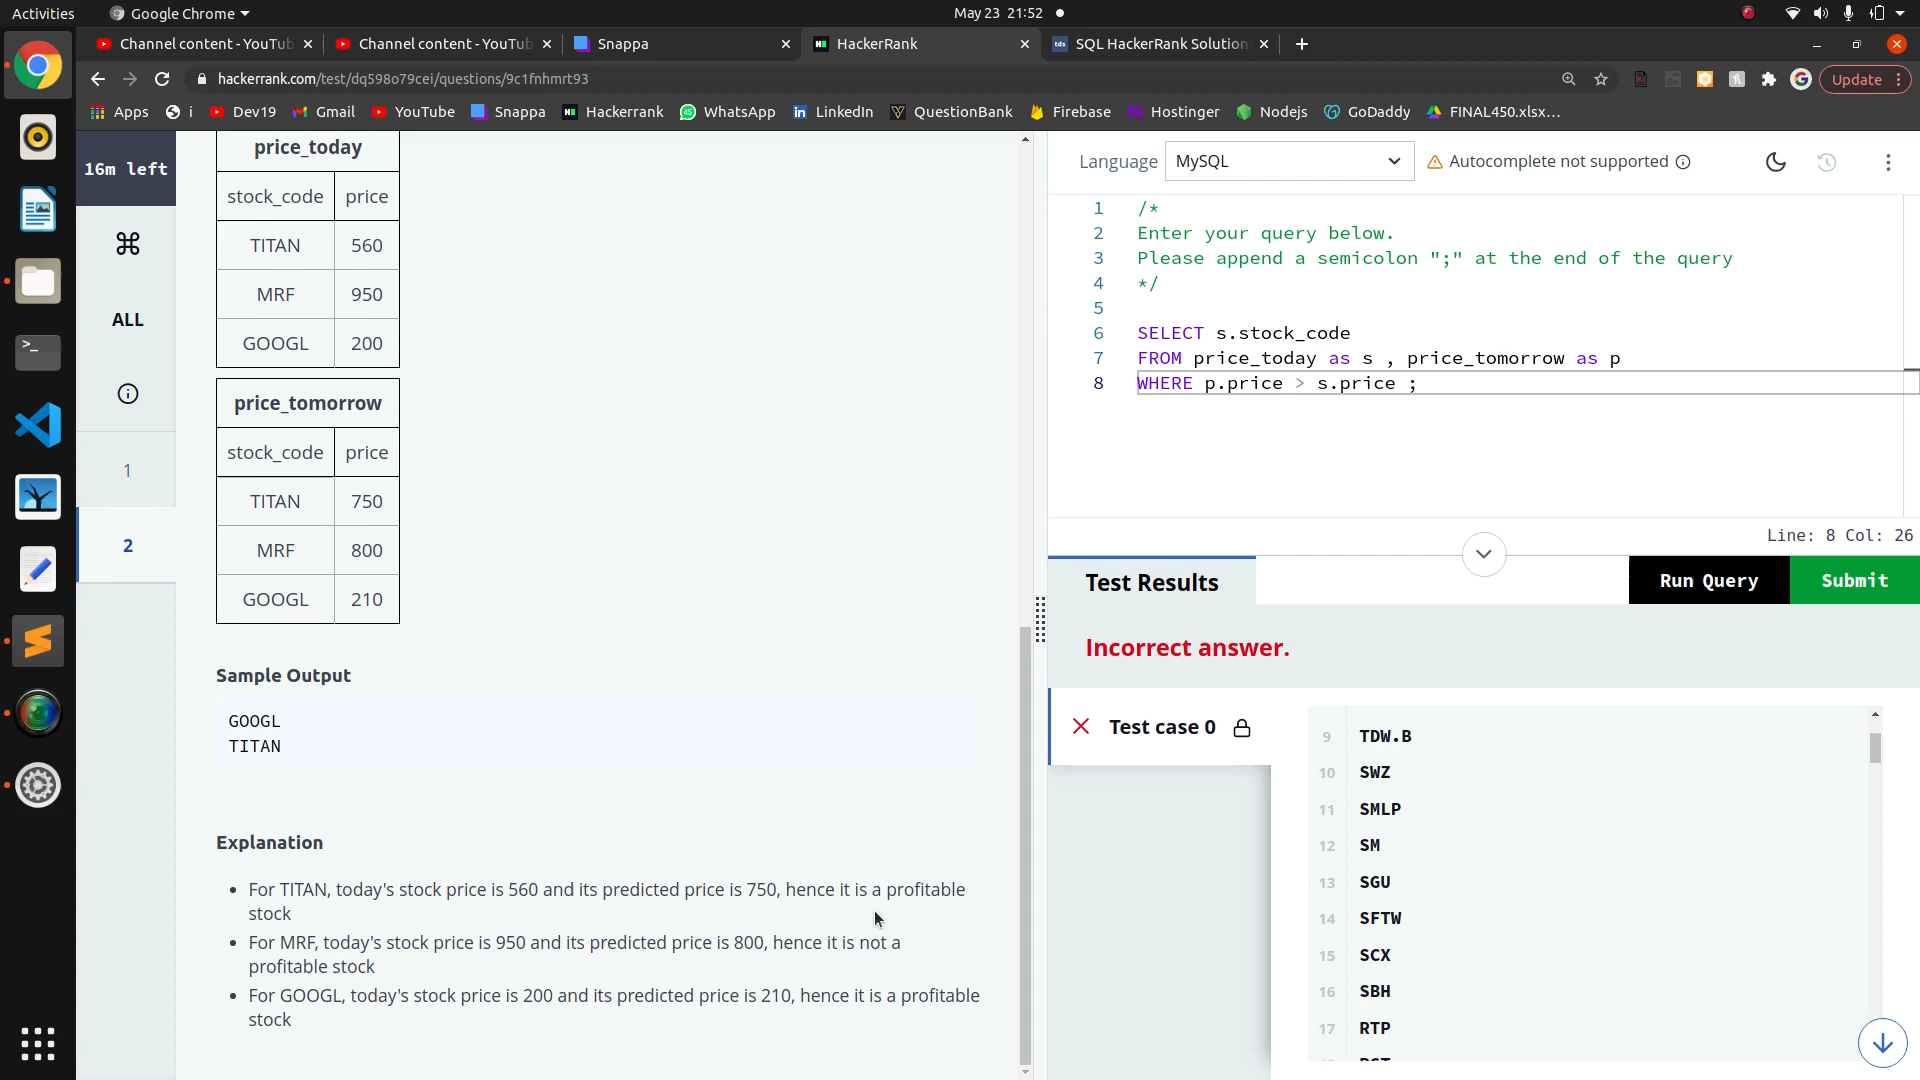 Activities
Google Chrome
May 23 21:52
Channel content - YouTub
Channel content - YouTub
Snappa
HackerRank
tds
SQL HackerRank Solution
hackerrank.com/test/dq598o79cei/questions/9c1fnhmrt93
Update
Apps
i
Dev19
Gmail
YouTube
Snappa
Hackerrank
WhatsApp
LinkedIn
QuestionBank
Firebase
Hostinger
Nodejs
GoDaddy
FINAL450.xlsx...
16m left
ALL
1
2
price_today
stock_code price
TITAN 560
MRF 950
GOOGL 200
price_tomorrow
stock_code price
TITAN 750
MRF 800
GOOGL 210
Sample Output
GOOGL
TITAN
Explanation
For TITAN, today's stock price is 560 and its predicted price is 750, hence it is a profitable
stock
For MRF, today's stock price is 950 and its predicted price is 800, hence it is not a
profitable stock
For GOOGL, today's stock price is 200 and its predicted price is 210, hence it is a profitable
stock
Language
MySQL
Autocomplete not supported
1 /*
2 Enter your query below.
3 Please append a semicolon ";" at the end of the query
4 */
5
6 SELECT s.stock_code
7 FROM price_today as s , price_tomorrow as p
8 WHERE p.price > s.price ;
Line: 8 Col: 26
Test Results
Run Query
Submit
Incorrect answer.
Test case 0
9 TDW.B
10 SWZ
11 SMLP
12 SM
13 SGU
14 SFTW
15 SCX
16 SBH
17 RTP